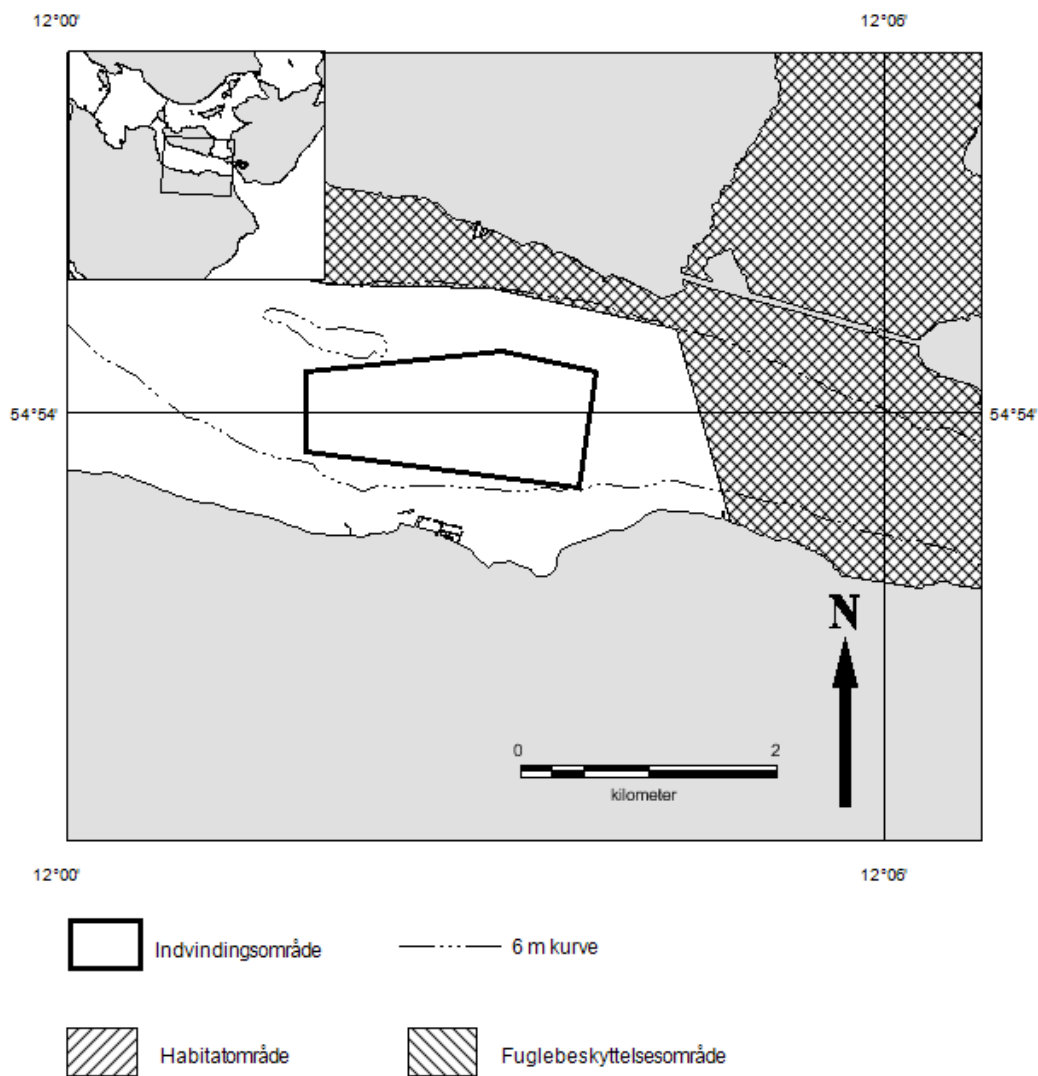 12°00' 12°06'
54°54' 54°54'
N
0 2
kilometer
12°00' 12°06'
Indvindingsområde 6 m kurve
Habitatområde Fuglebeskyttelsesområde